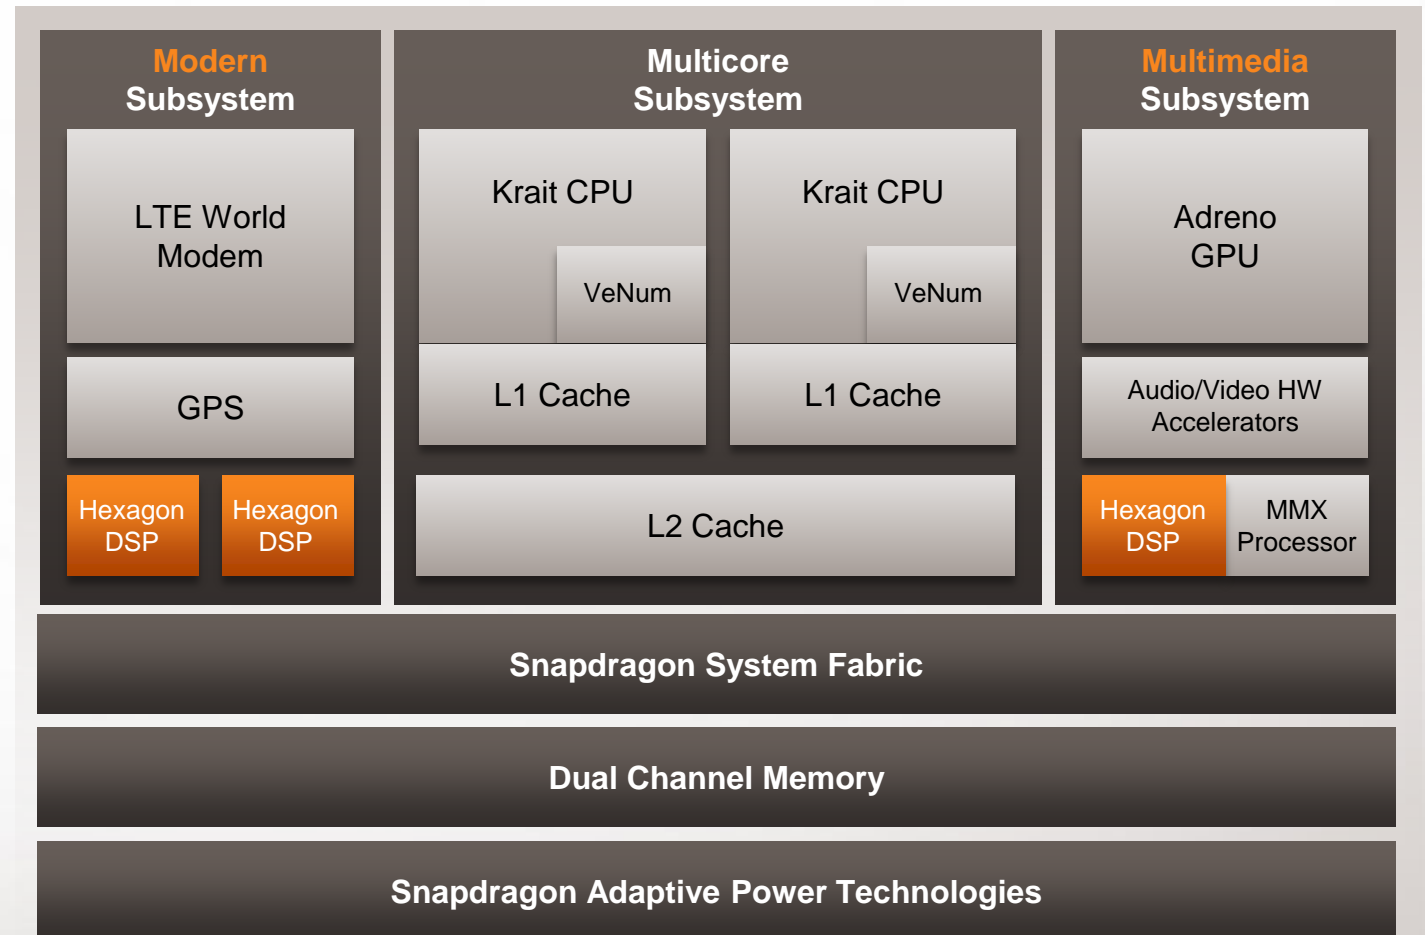 Modern
Subsystem
LTE World
Modem
GPS
Hexagon
DSP
Hexagon
DSP
Multicore
Subsystem
Krait CPU
VeNum
L1 Cache
Krait CPU
VeNum
L1 Cache
L2 Cache
Multimedia
Subsystem
Adreno
GPU
Audio/Video HW
Accelerators
Hexagon
DSP
MMX
Processor
Snapdragon System Fabric
Dual Channel Memory
Snapdragon Adaptive Power Technologies